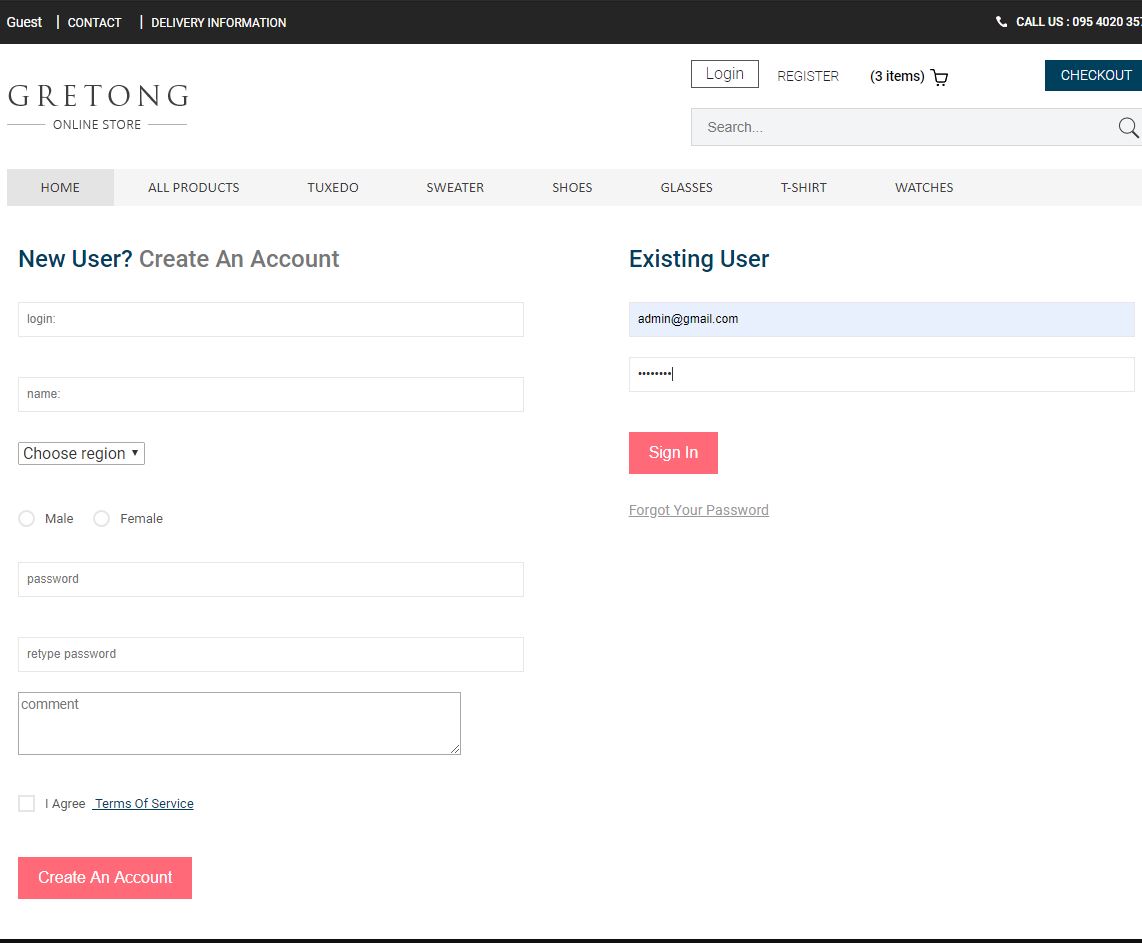 Guest | CONTACT | DELIVERY INFORMATION
CALL US : 095 4020 357
Login REGISTER (3 items) CHECKOUT
GRETONG
ONLINE STORE
Search...
HOME ALL PRODUCTS TUXEDO SWEATER SHOES GLASSES T-SHIRT WATCHES
New User? Create An Account
login:
name:
Choose region
Male Female
password
retype password
comment
I Agree Terms Of Service
Create An Account
Existing User
admin@gmail.com
••••••••
Sign In
Forgot Your Password